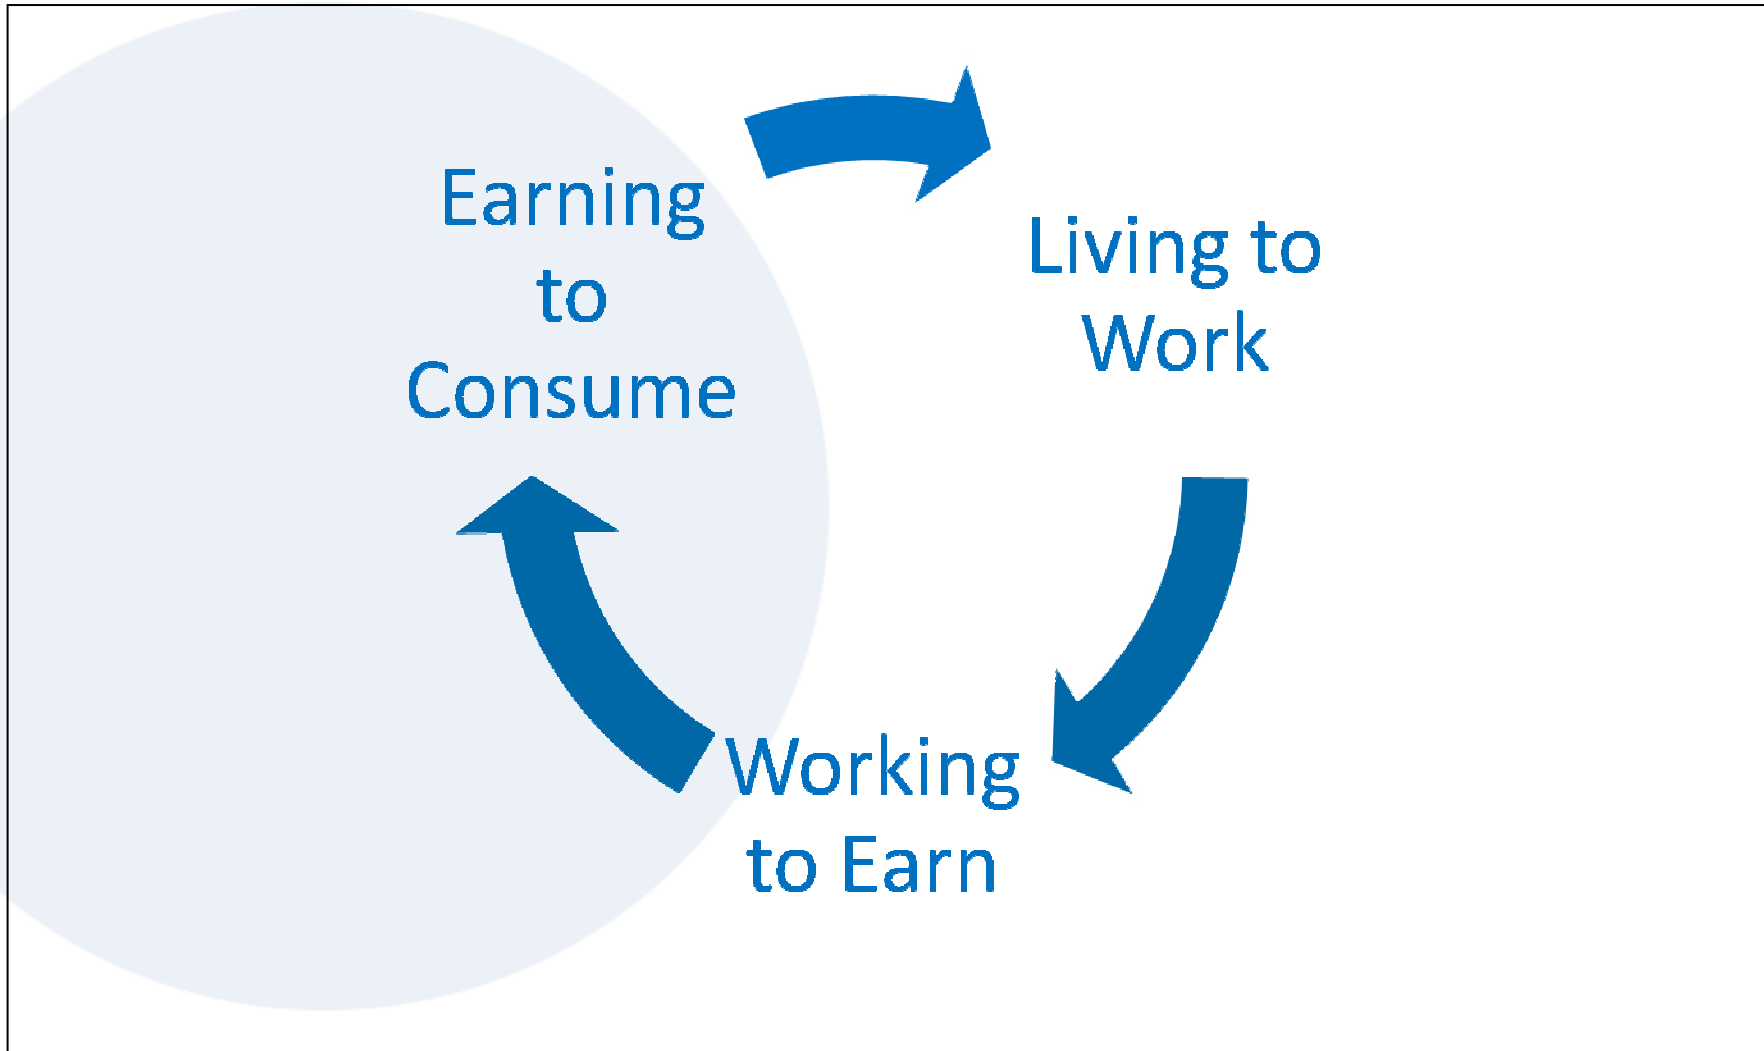 Earning
to
Consume
Living to
Work
Working
to Earn